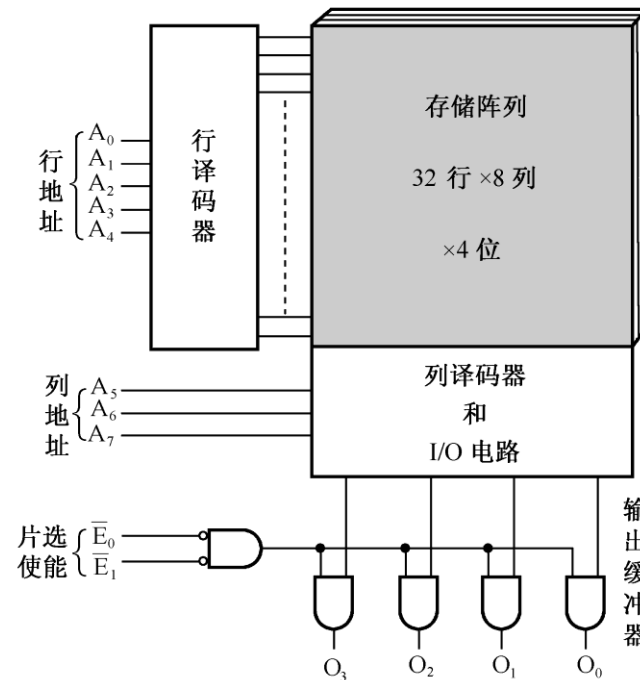 行地址
A₀
A₁
A₂
A₃
A₄
行译码器
存储阵列
32 行 ×8 列
×4 位
列地址
A₅
A₆
A₇
列译码器
和
I/O 电路
片选
使能
E̅₀
E̅₁
输出缓冲器
O₃
O₂
O₁
O₀